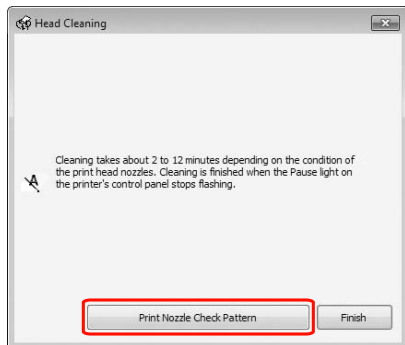 Head Cleaning
Cleaning takes about 2 to 12 minutes depending on the condition of
the print head nozzles. Cleaning is finished when the Pause light on
the printer's control panel stops flashing.
Print Nozzle Check Pattern Finish